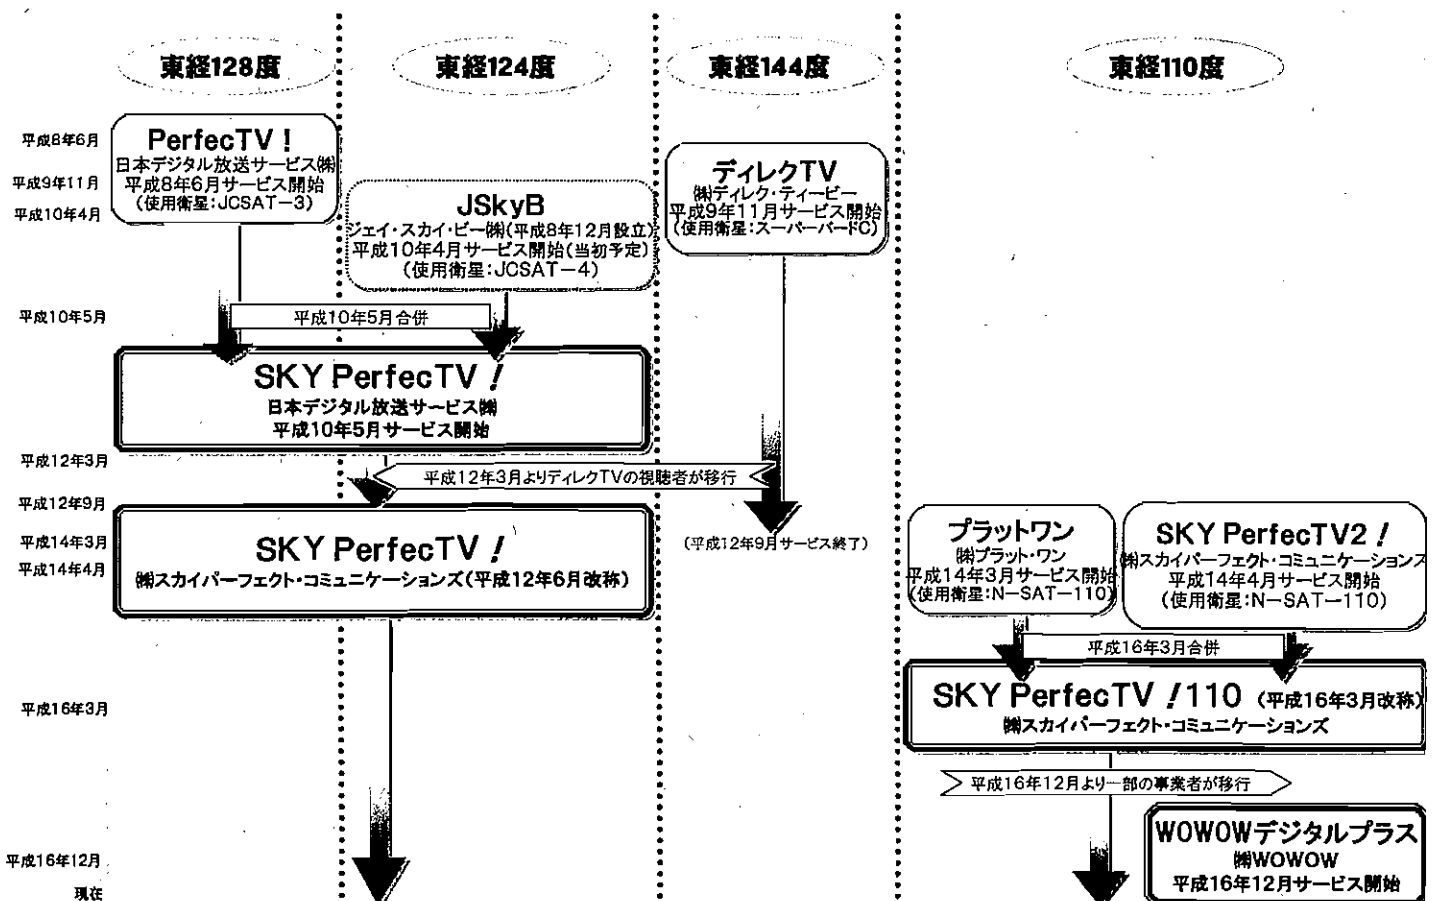 東経128度
東経124度
東経144度
東経110度
平成8年6月
平成9年11月
平成10年4月
平成10年5月
平成12年3月
平成12年9月
平成14年3月
平成14年4月
平成16年3月
平成16年12月
現在
PerfecTV!
日本デジタル放送サービス㈱
平成8年6月サービス開始
(使用衛星:JCSAT-3)
JSkyB
ジェイ・スカイ・ビー㈱(平成8年12月設立)
平成10年4月サービス開始(当初予定)
(使用衛星:JCSAT-4)
ディレクTV
㈱ディレク・ティービー
平成9年11月サービス開始
(使用衛星:スーパーバードC)
平成10年5月合併
SKY PerfecTV!
日本デジタル放送サービス㈱
平成10年5月サービス開始
平成12年3月よりディレクTVの視聴者が移行
SKY PerfecTV!
㈱スカイパーフェクト・コミュニケーションズ(平成12年6月改称)
(平成12年9月サービス終了)
プラットワン
㈱プラット・ワン
平成14年3月サービス開始
(使用衛星:N-SAT-110)
SKY PerfecTV2!
㈱スカイパーフェクト・コミュニケーションズ
平成14年4月サービス開始
(使用衛星:N-SAT-110)
平成16年3月合併
SKY PerfecTV!110 (平成16年3月改称)
㈱スカイパーフェクト・コミュニケーションズ
平成16年12月より一部の事業者が移行
WOWOWデジタルプラス
㈱WOWOW
平成16年12月サービス開始